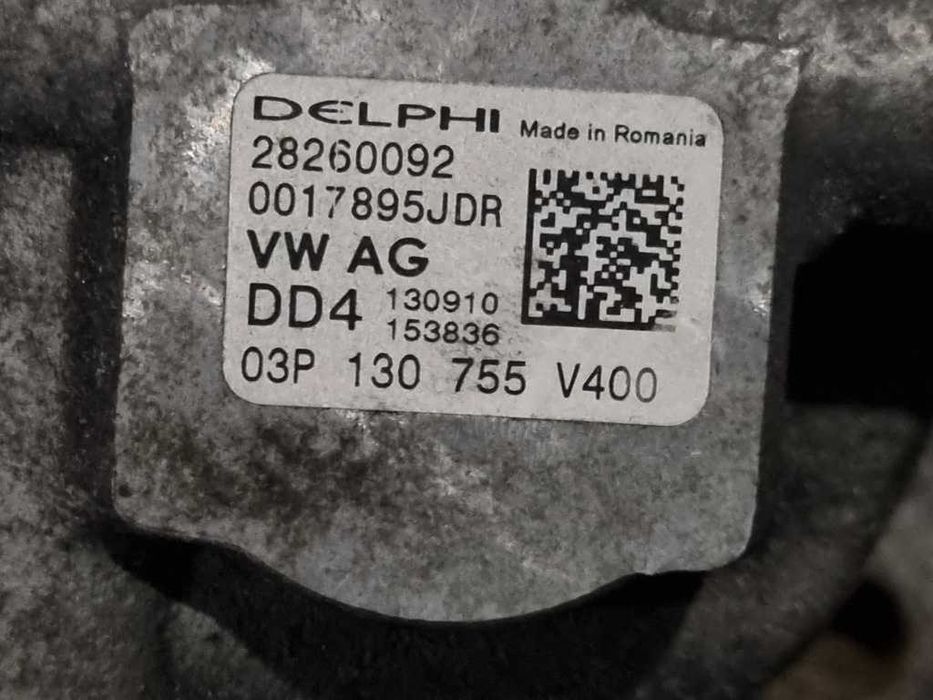 DELPHI Made in Romania
28260092
0017895JDR
VW AG
DD4 130910
153836
03P 130 755 V400